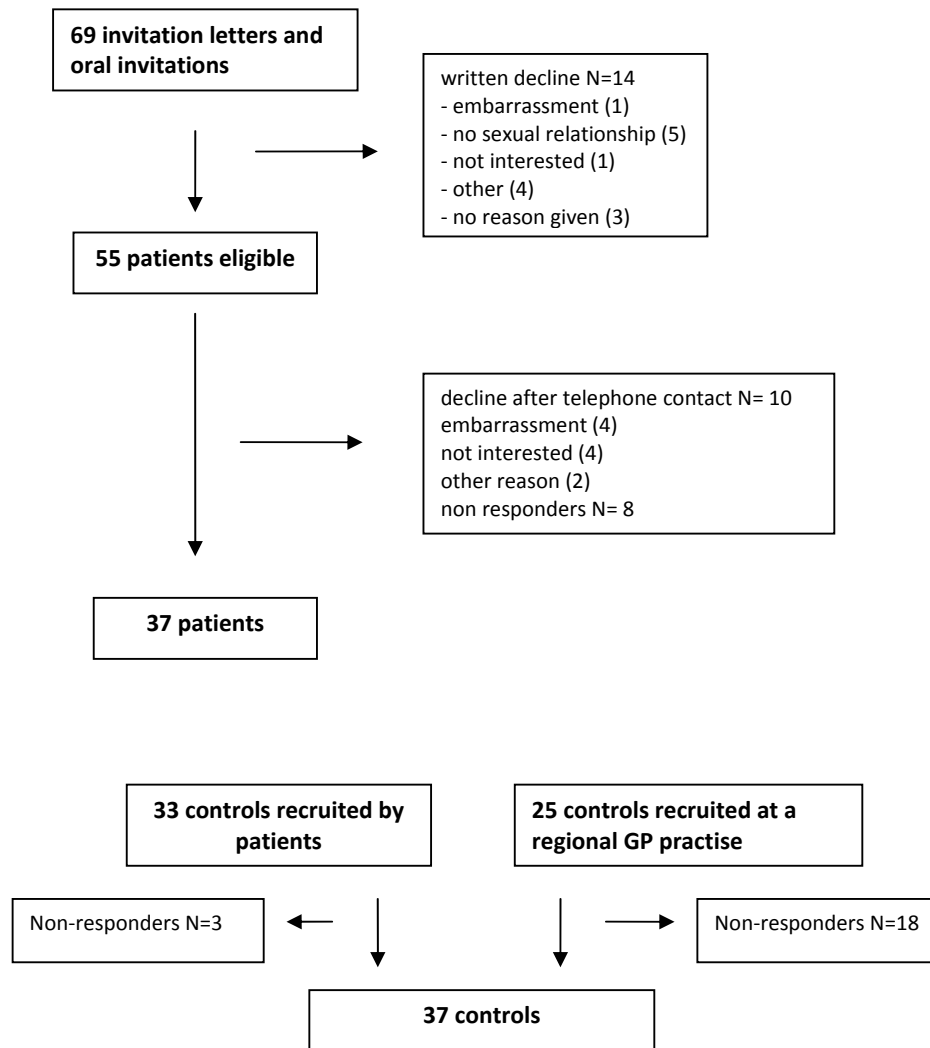 69 invitation letters and
oral invitations
written decline N=14
- embarrassment (1)
- no sexual relationship (5)
- not interested (1)
- other (4)
- no reason given (3)
55 patients eligible
decline after telephone contact N= 10
embarrassment (4)
not interested (4)
other reason (2)
non responders N= 8
37 patients
33 controls recruited by
patients
25 controls recruited at a
regional GP practise
Non-responders N=3
Non-responders N=18
37 controls